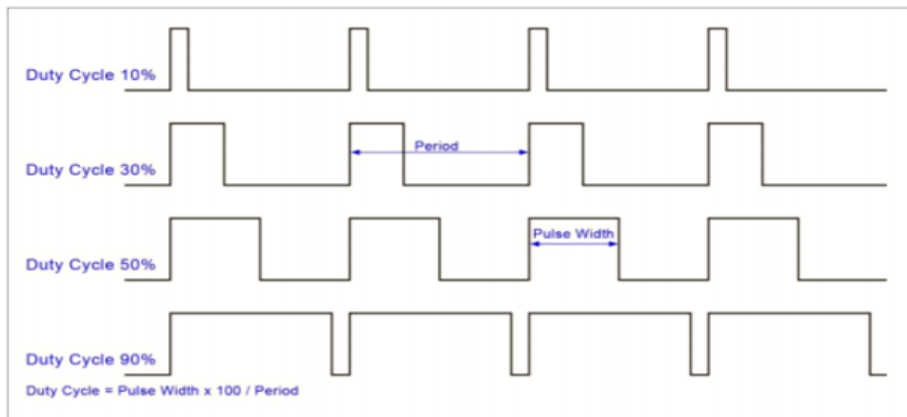 Duty Cycle 10%
Period
Duty Cycle 30%
Pulse Width
Duty Cycle 50%
Duty Cycle 90%
Duty Cycle = Pulse Width x 100 / Period